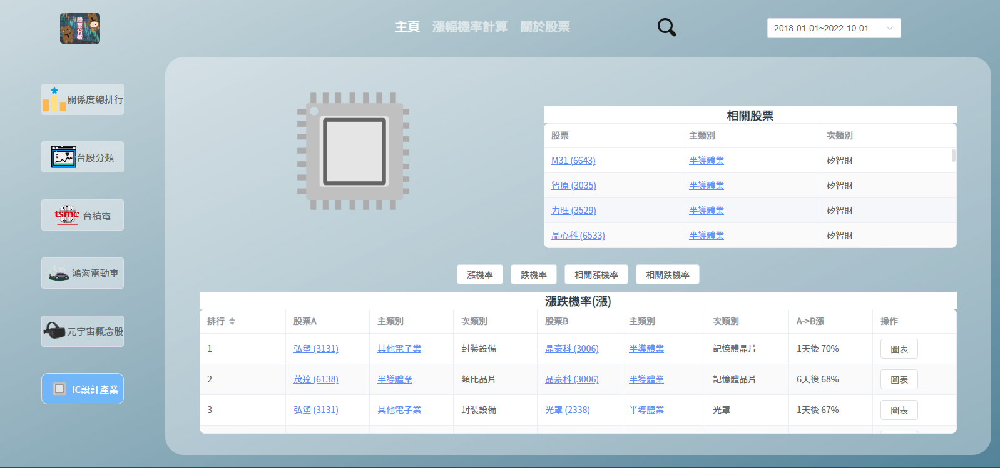 股票分析
主頁 漲幅機率計算 關於股票
2018-01-01~2022-10-01
關係度總排行
台股分類
tsmc 台積電
鴻海電動車
元宇宙概念股
IC設計產業
相關股票
股票 主類別 次類別
M31 (6643) 半導體業 矽智財
智原 (3035) 半導體業 矽智財
力旺 (3529) 半導體業 矽智財
晶心科 (6533) 半導體業 矽智財
漲機率 跌機率 相關漲機率 相關跌機率
漲跌機率(漲)
排行 股票A 主類別 次類別 股票B 主類別 次類別 A->B漲 操作
1 弘塑 (3131) 其他電子業 封裝設備 晶豪科 (3006) 半導體業 記憶體晶片 1天後 70% 圖表
2 茂達 (6138) 半導體業 類比晶片 晶豪科 (3006) 半導體業 記憶體晶片 6天後 68% 圖表
3 弘塑 (3131) 其他電子業 封裝設備 光罩 (2338) 半導體業 光罩 1天後 67% 圖表